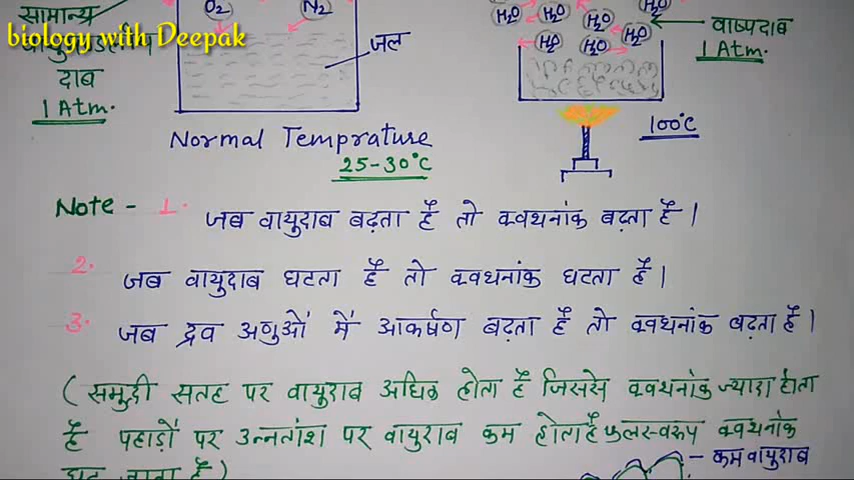 सामान्य
biology with Deepak
दाब
1 Atm.
O₂
N₂
जल
Normal Temprature
25-30°C
H₂O
H₂O
H₂O
H₂O
H₂O
H₂O
H₂O
वाष्पदाब
1 Atm.
100°C
Note - 1. जब वायुदाब बढ़ता है तो क्वथनांक बढ़ता है।
2. जब वायुदाब घटता है तो क्वथनांक घटता है।
3. जब द्रव अणुओं में आकर्षण बढ़ता है तो क्वथनांक बढ़ता है।
(समुद्री सतह पर वायुदाब अधिक होता है जिससे क्वथनांक ज्यादा होता
है पहाड़ों पर उन्नतांश पर वायुदाब कम होता है फलस्वरूप क्वथनांक
घट जाता है)
- कम वायुदाब